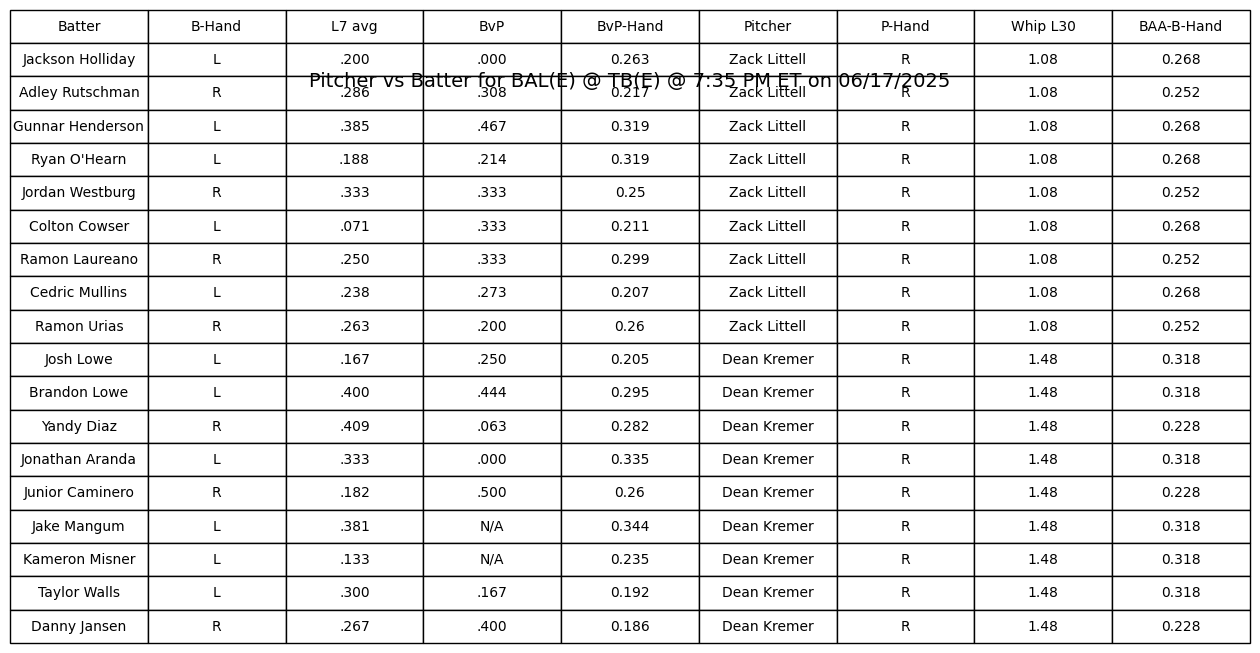 Batter B-Hand L7 avg BvP BvP-Hand Pitcher P-Hand Whip L30 BAA-B-Hand
Jackson Holliday L .200 .000 0.263 Zack Littell R 1.08 0.268
Pitcher vs Batter for BAL(E) @ TB(E) @ 7:35 PM ET on 06/17/2025
Adley Rutschman R .286 .308 0.217 Zack Littell R 1.08 0.252
Gunnar Henderson L .385 .467 0.319 Zack Littell R 1.08 0.268
Ryan O'Hearn L .188 .214 0.319 Zack Littell R 1.08 0.268
Jordan Westburg R .333 .333 0.25 Zack Littell R 1.08 0.252
Colton Cowser L .071 .333 0.211 Zack Littell R 1.08 0.268
Ramon Laureano R .250 .333 0.299 Zack Littell R 1.08 0.252
Cedric Mullins L .238 .273 0.207 Zack Littell R 1.08 0.268
Ramon Urias R .263 .200 0.26 Zack Littell R 1.08 0.252
Josh Lowe L .167 .250 0.205 Dean Kremer R 1.48 0.318
Brandon Lowe L .400 .444 0.295 Dean Kremer R 1.48 0.318
Yandy Diaz R .409 .063 0.282 Dean Kremer R 1.48 0.228
Jonathan Aranda L .333 .000 0.335 Dean Kremer R 1.48 0.318
Junior Caminero R .182 .500 0.26 Dean Kremer R 1.48 0.228
Jake Mangum L .381 N/A 0.344 Dean Kremer R 1.48 0.318
Kameron Misner L .133 N/A 0.235 Dean Kremer R 1.48 0.318
Taylor Walls L .300 .167 0.192 Dean Kremer R 1.48 0.318
Danny Jansen R .267 .400 0.186 Dean Kremer R 1.48 0.228